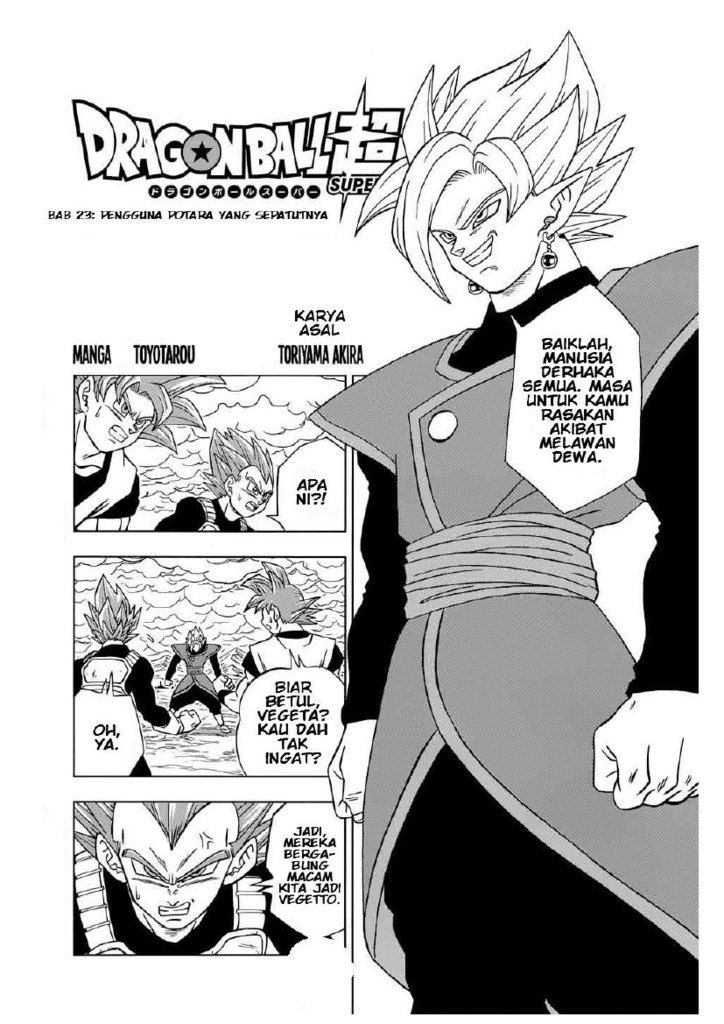 DRAGON BALL 超
ドラゴンボールスーパー SUPER
BAB 23: PENGGUNA POTARA YANG SEPATUTNYA
KARYA
ASAL
MANGA TOYOTAROU TORIYAMA AKIRA
BAIKLAH,
MANUSIA
DERHAKA
SEMUA. MASA
UNTUK KAMU
RASAKAN
AKIBAT
MELAWAN
DEWA.
APA
NI?!
BIAR
BETUL,
VEGETA?
KAU DAH
TAK
INGAT?
OH,
YA.
JADI,
MEREKA
BERGA-
BUNG
MACAM
KITA JADI
VEGETTO.